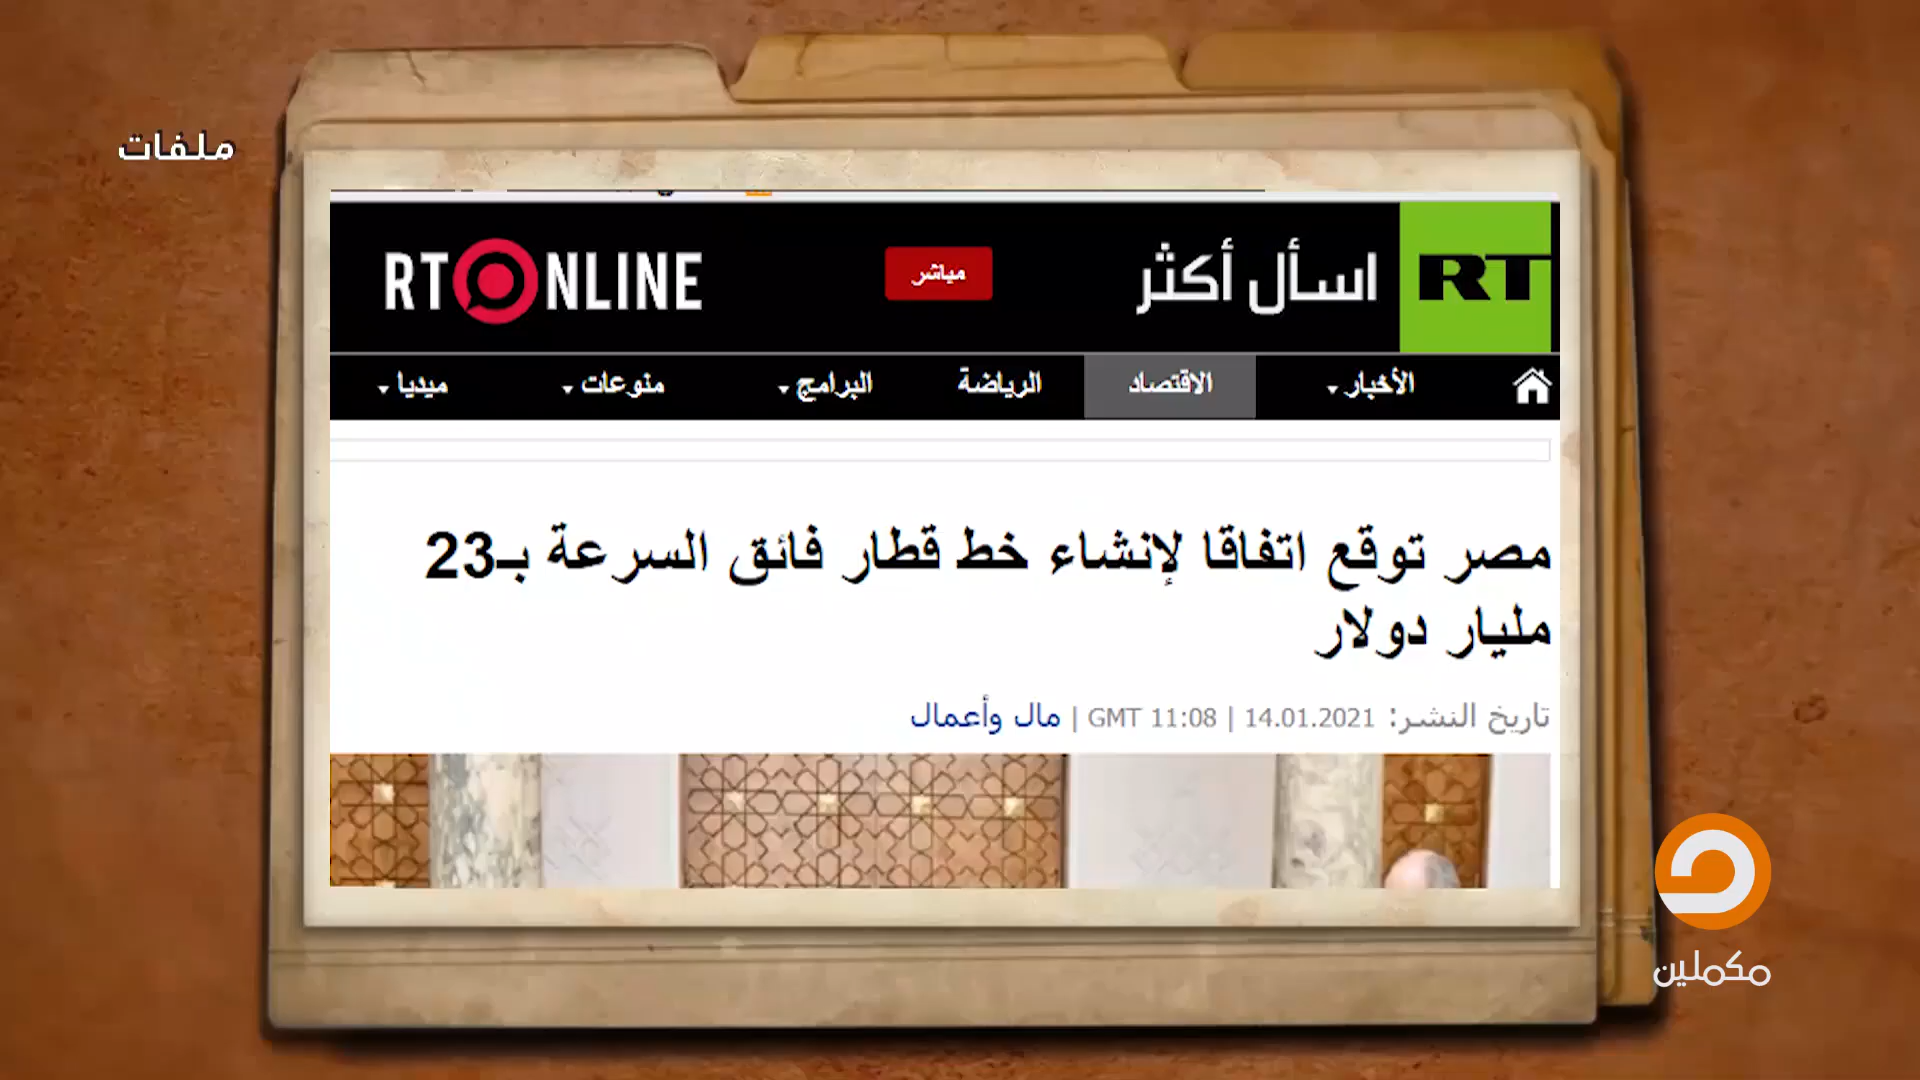 ملفات
RT اسأل أكثر مباشر RTONLINE
الأخبار الاقتصاد الرياضة البرامج منوعات ميديا
مصر توقع اتفاقا لإنشاء خط قطار فائق السرعة بـ23
مليار دولار
تاريخ النشر: 14.01.2021 | 11:08 GMT | مال وأعمال
مكملين